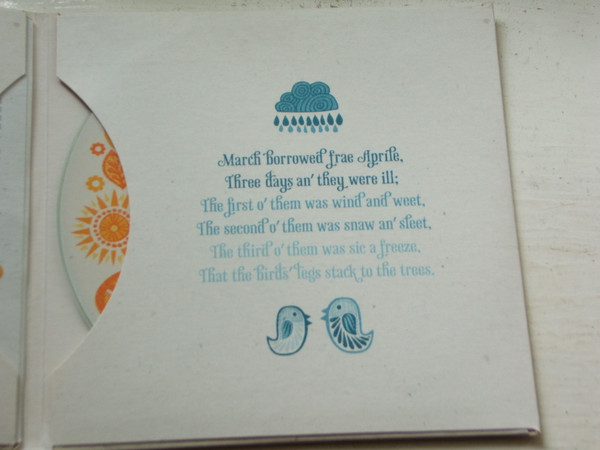 March borrowed frae Aprile,
Three days an' they were ill;
The first o' them was wind and weet,
The second o' them was snaw an' sleet,
The third o' them was sic a freeze,
That the birds' legs stack to the trees.